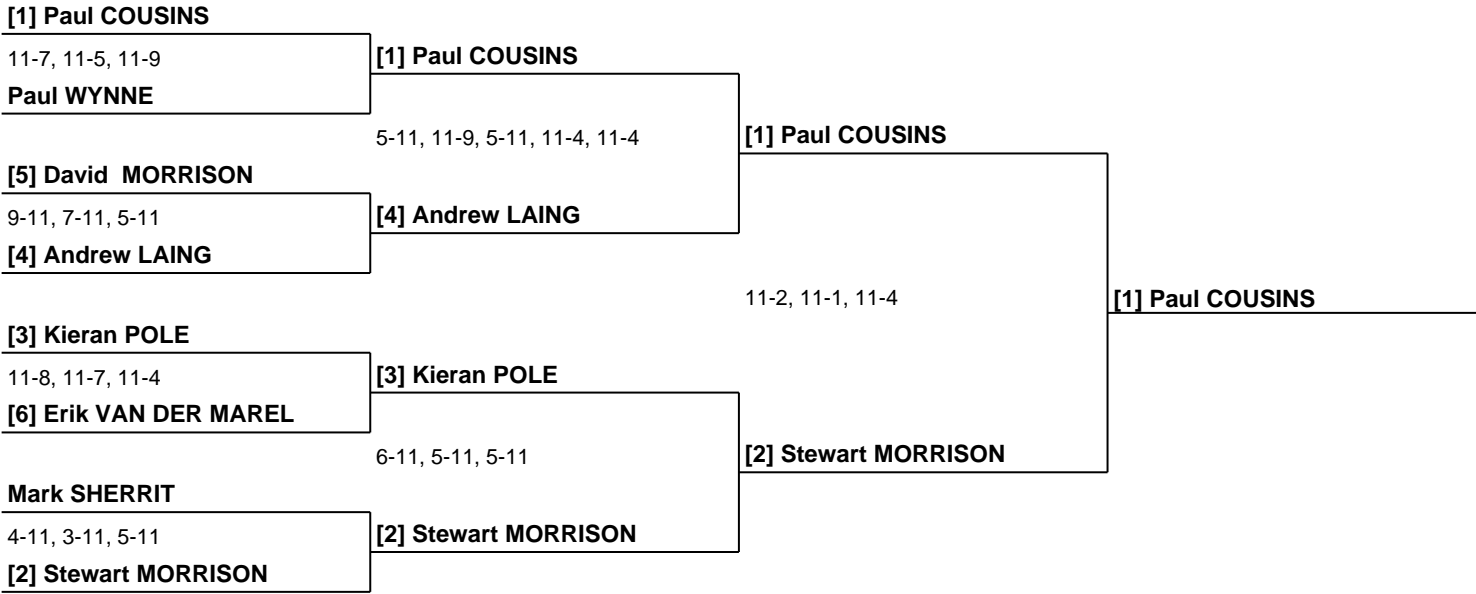 [1] Paul COUSINS
11-7, 11-5, 11-9
Paul WYNNE
[5] David  MORRISON
9-11, 7-11, 5-11
[4] Andrew LAING
[3] Kieran POLE
11-8, 11-7, 11-4
[6] Erik VAN DER MAREL
Mark SHERRIT
4-11, 3-11, 5-11
[2] Stewart MORRISON
[1] Paul COUSINS
5-11, 11-9, 5-11, 11-4, 11-4
[4] Andrew LAING
[3] Kieran POLE
6-11, 5-11, 5-11
[2] Stewart MORRISON
[1] Paul COUSINS
11-2, 11-1, 11-4
[2] Stewart MORRISON
[1] Paul COUSINS